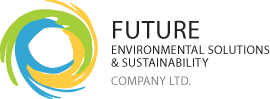 FUTURE
ENVIRONMENTAL SOLUTIONS
& SUSTAINABILITY
COMPANY LTD.